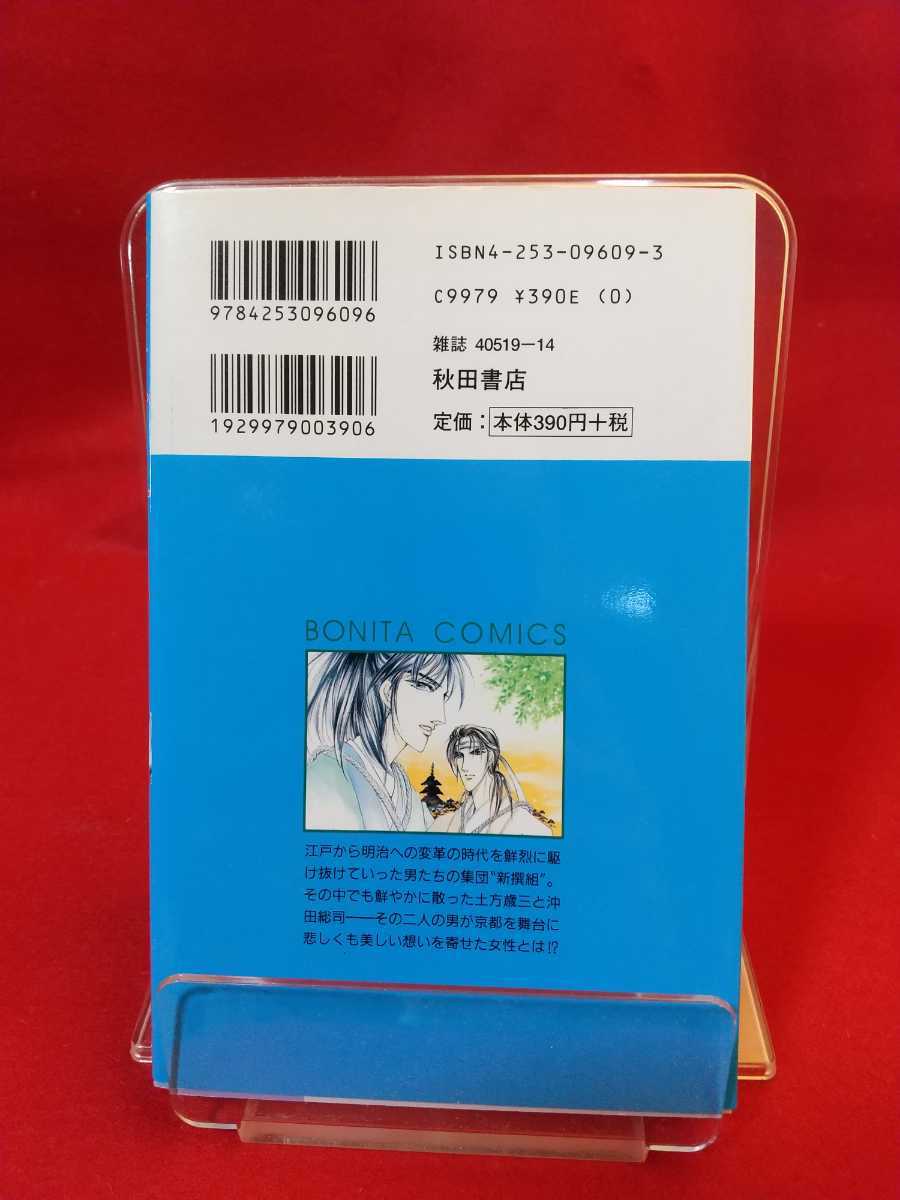 ISBN4-253-09609-3
9784253096096
C9979 ¥390E (0)
雑誌 40519-14
秋田書店
1929979003906
定価：本体390円+税
BONITA COMICS
江戸から明治への変革の時代を鮮烈に駆
け抜けていった男たちの集団"新撰組"。
その中でも鮮やかに散った土方歳三と沖
田総司――その二人の男が京都を舞台に
悲しくも美しい想いを寄せた女性とは!?